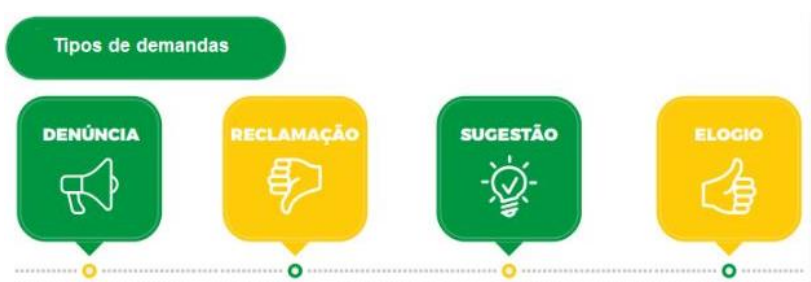 Tipos de demandas
DENÚNCIA
RECLAMAÇÃO
SUGESTÃO
ELOGIO